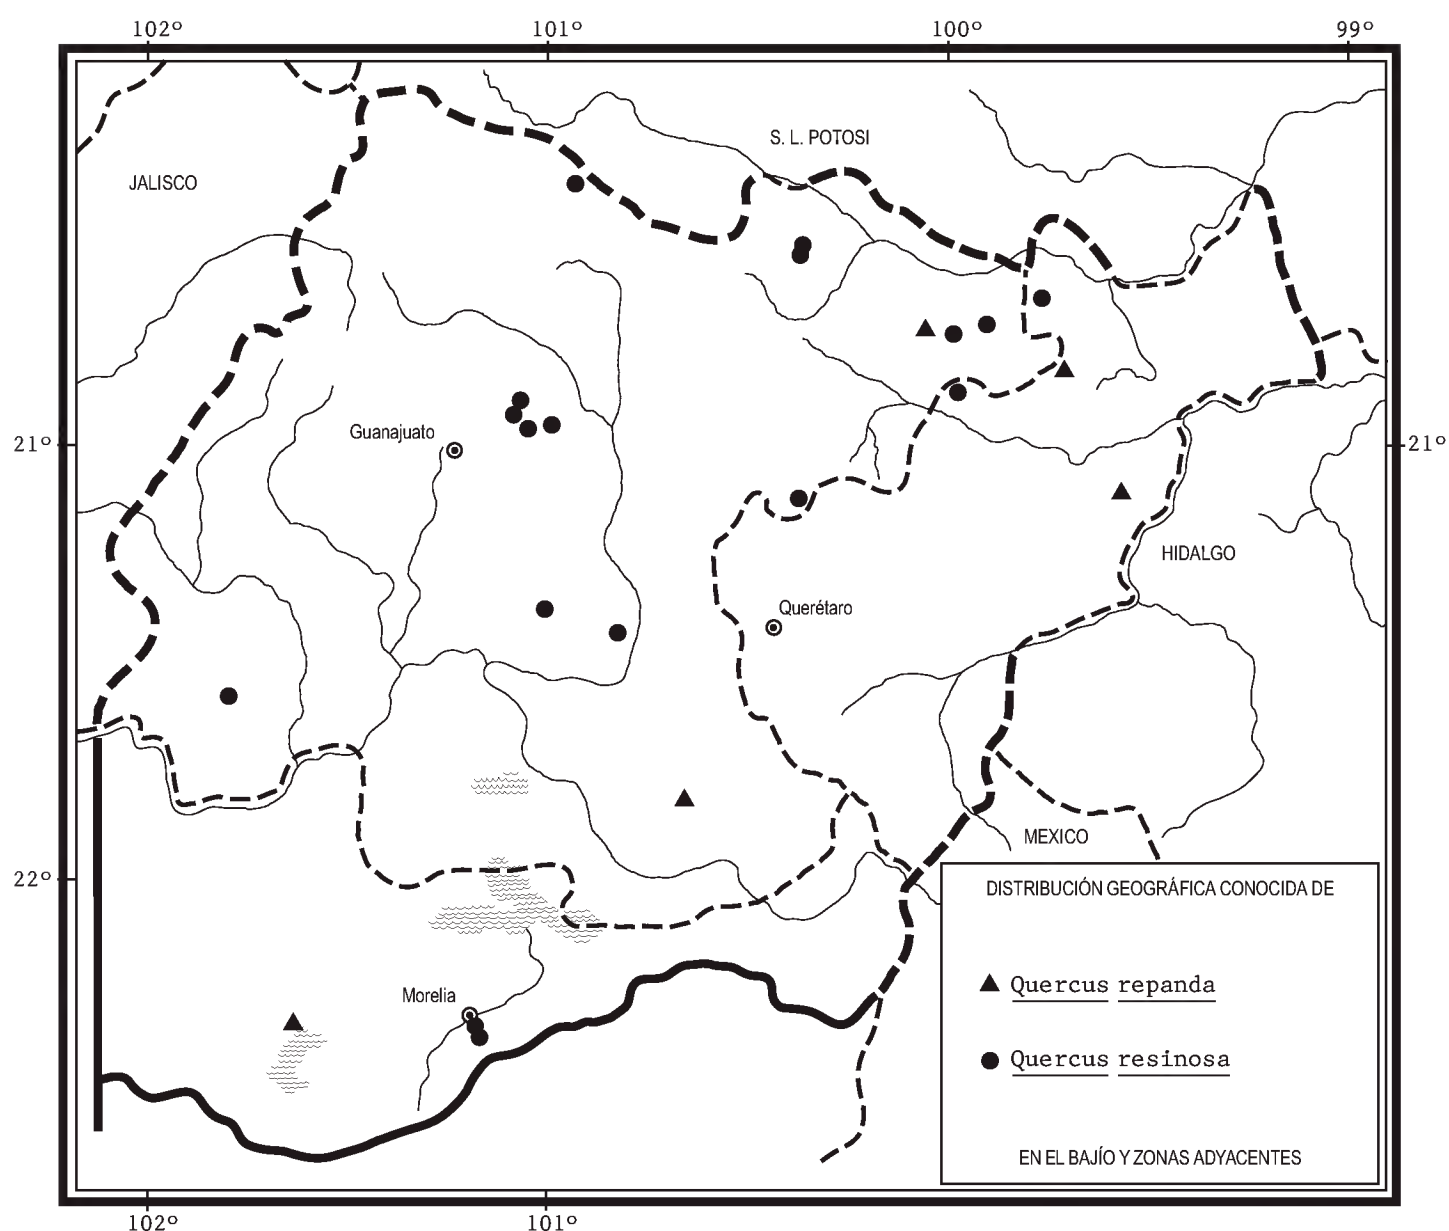 102° 101° 100° 99°
S. L. POTOSI
JALISCO
Guanajuato
21° 21°
HIDALGO
Querétaro
MEXICO
22°
DISTRIBUCIÓN GEOGRÁFICA CONOCIDA DE
Quercus repanda
Morelia
Quercus resinosa
EN EL BAJÍO Y ZONAS ADYACENTES
102° 101°